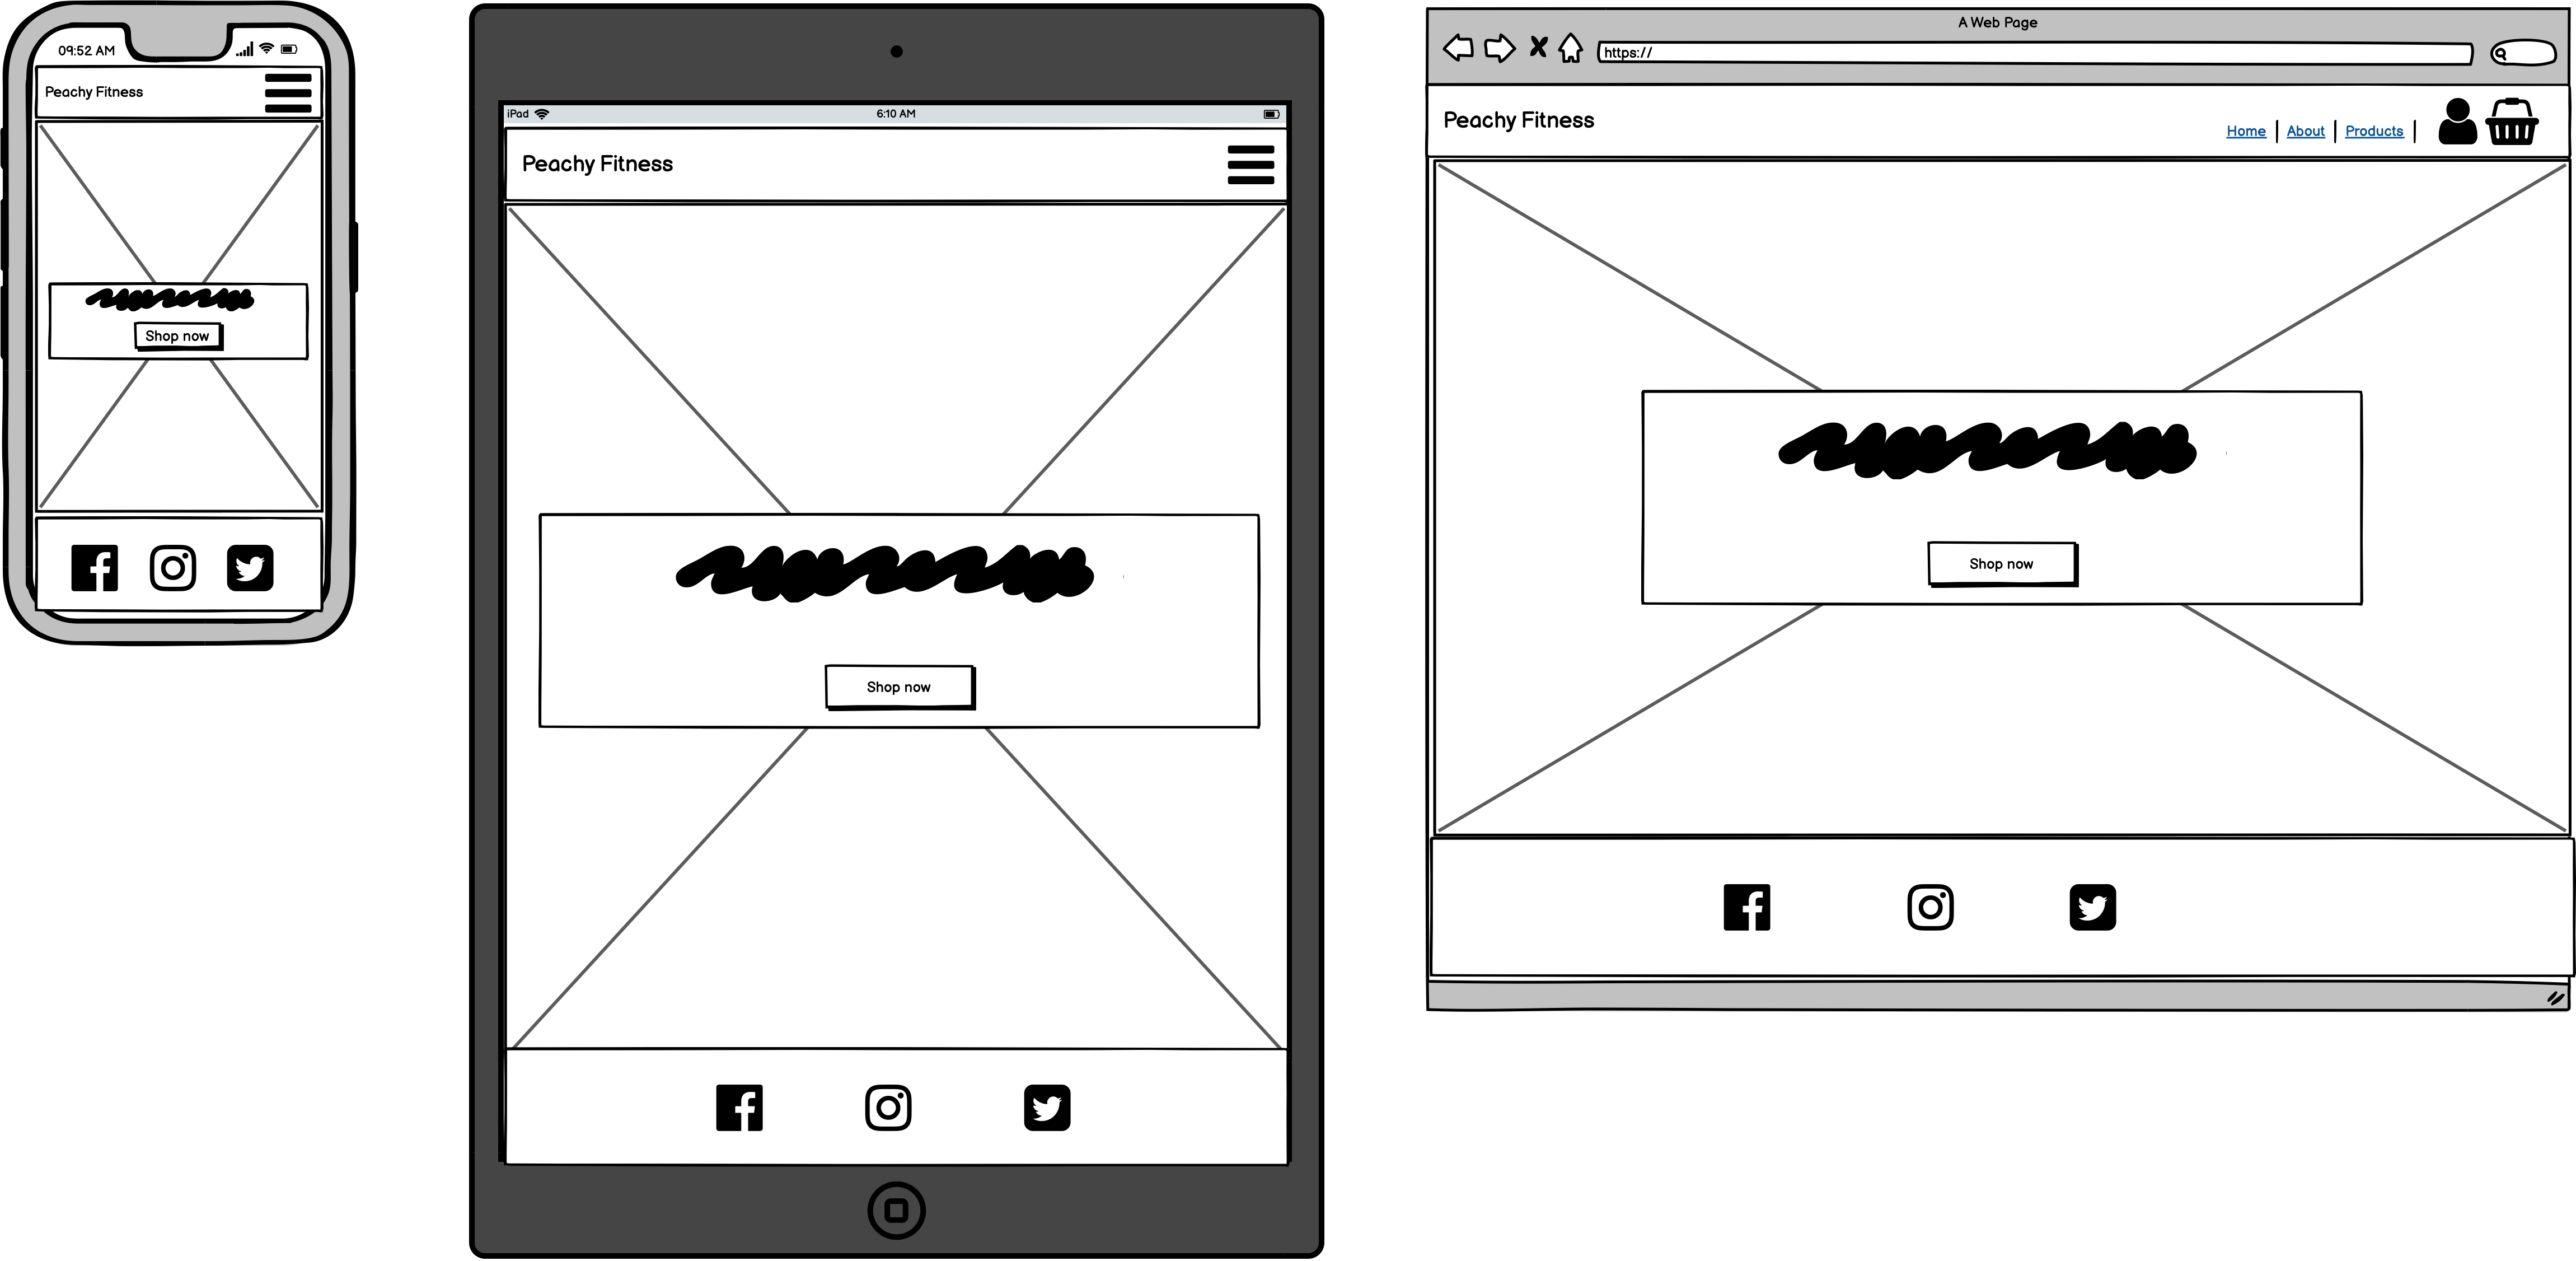 09:52 AM
Peachy Fitness
Shop now
iPad
6:10 AM
Peachy Fitness
Shop now
A Web Page
https://
Peachy Fitness
Home | About | Products |
Shop now